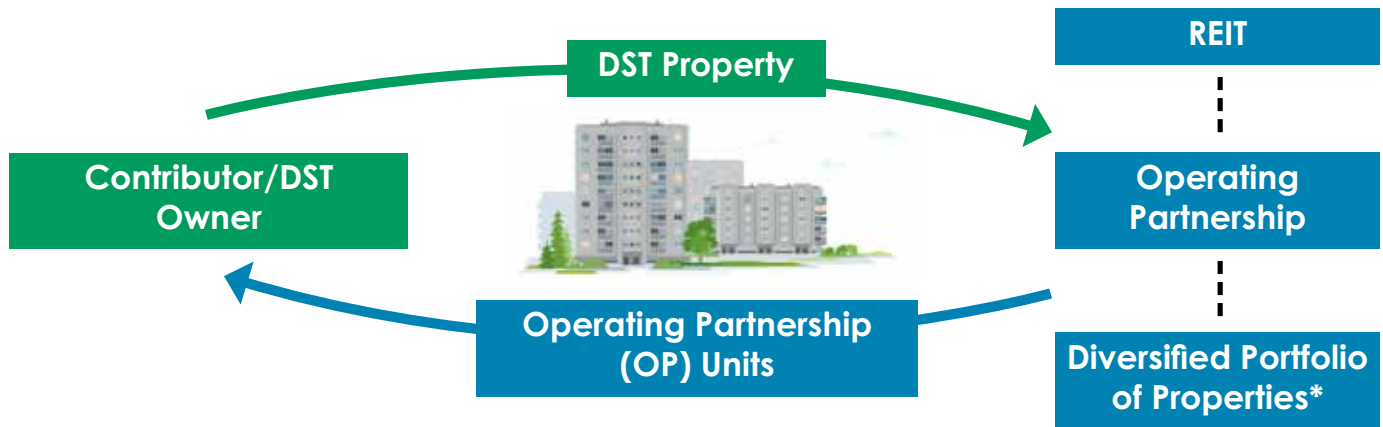 REIT
DST Property
Contributor/DST
Owner
Operating
Partnership
Operating Partnership
(OP) Units
Diversified Portfolio
of Properties*